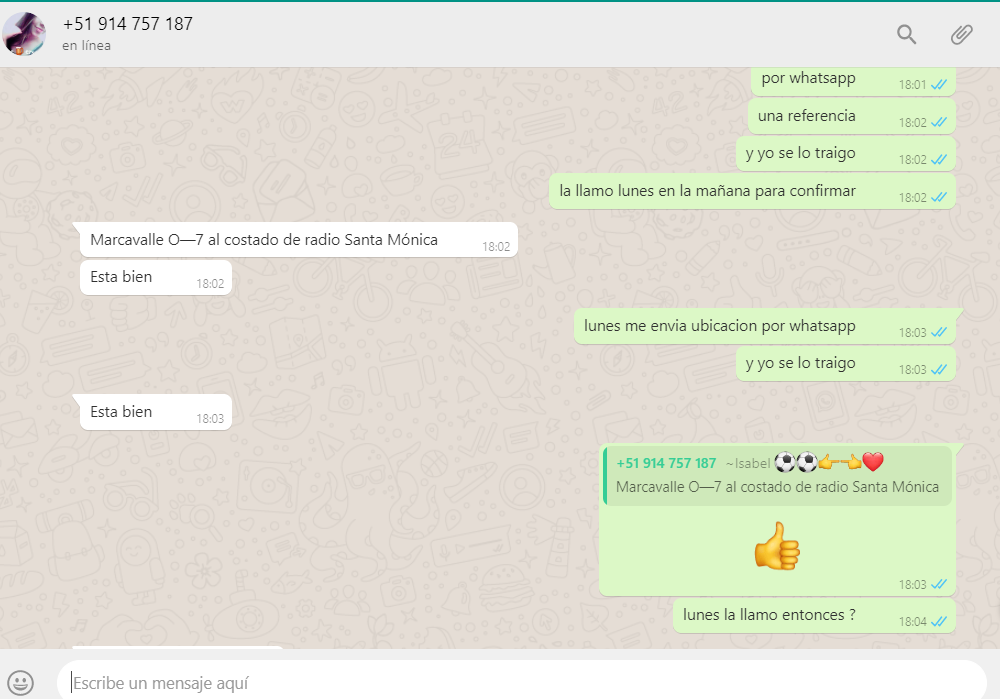 +51 914 757 187
en línea
por whatsapp
18:01
una referencia
18:02
y yo se lo traigo
18:02
la llamo lunes en la mañana para confirmar
18:02
Marcavalle O—7 al costado de radio Santa Mónica
18:02
Esta bien
18:02
lunes me envia ubicacion por whatsapp
18:03
y yo se lo traigo
18:03
Esta bien
18:03
+51 914 757 187 ~Isabel ⚽⚽👉👈❤️
Marcavalle O—7 al costado de radio Santa Mónica
👍
18:03
lunes la llamo entonces ?
18:04
Escribe un mensaje aquí